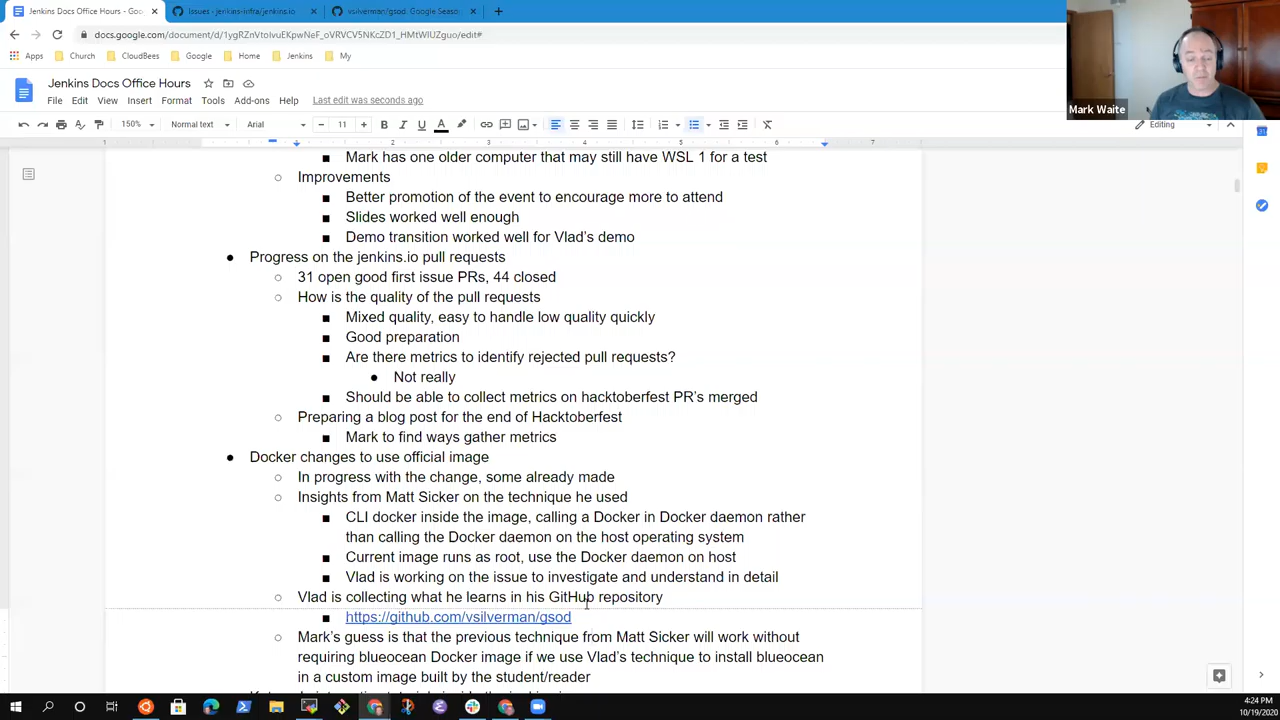 Jenkins Docs Office Hours - Goo
Issues · jenkins-infra/jenkins.io
vsilverman/gsod: Google Seaso
docs.google.com/document/d/1ygRZnVtoIvuEKpwNeF_oVRVCV5NKcZD1_HMtWlUZguo/edit#
Apps
Church
CloudBees
Google
Home
Jenkins
My
Mark Waite
Jenkins Docs Office Hours
File Edit View Insert Format Tools Add-ons Help Last edit was seconds ago
150% Normal text Arial 11 Editing
1 2 3 4 5 6 7
Mark has one older computer that may still have WSL 1 for a test
Improvements
Better promotion of the event to encourage more to attend
Slides worked well enough
Demo transition worked well for Vlad's demo
Progress on the jenkins.io pull requests
31 open good first issue PRs, 44 closed
How is the quality of the pull requests
Mixed quality, easy to handle low quality quickly
Good preparation
Are there metrics to identify rejected pull requests?
Not really
Should be able to collect metrics on hacktoberfest PR's merged
Preparing a blog post for the end of Hacktoberfest
Mark to find ways gather metrics
Docker changes to use official image
In progress with the change, some already made
Insights from Matt Sicker on the technique he used
CLI docker inside the image, calling a Docker in Docker daemon rather
than calling the Docker daemon on the host operating system
Current image runs as root, use the Docker daemon on host
Vlad is working on the issue to investigate and understand in detail
Vlad is collecting what he learns in his GitHub repository
https://github.com/vsilverman/gsod
Mark's guess is that the previous technique from Matt Sicker will work without
requiring blueocean Docker image if we use Vlad's technique to install blueocean
in a custom image built by the student/reader
4:24 PM
10/19/2020